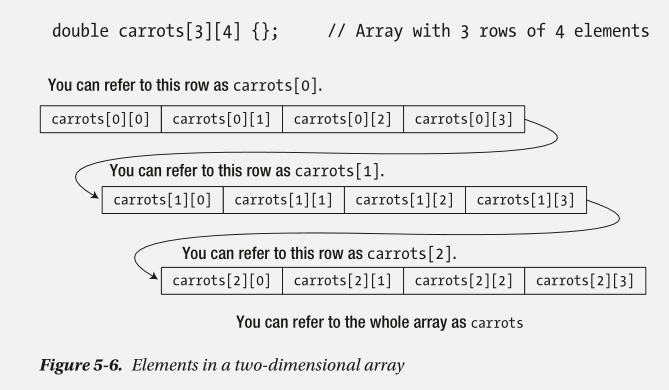 double carrots[3][4] {};     // Array with 3 rows of 4 elements
You can refer to this row as carrots[0].
carrots[0][0] carrots[0][1] carrots[0][2] carrots[0][3]
You can refer to this row as carrots[1].
carrots[1][0] carrots[1][1] carrots[1][2] carrots[1][3]
You can refer to this row as carrots[2].
carrots[2][0] carrots[2][1] carrots[2][2] carrots[2][3]
You can refer to the whole array as carrots
Figure 5-6. Elements in a two-dimensional array